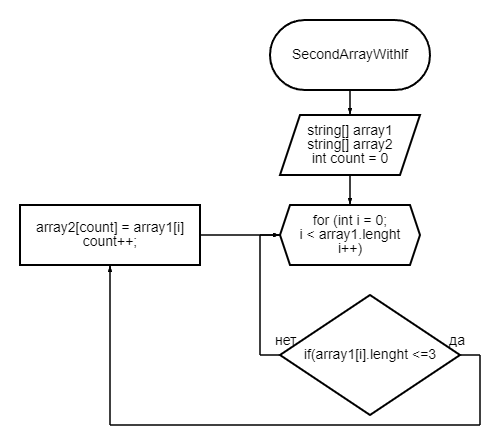 SecondArrayWithIf
string[] array1
string[] array2
int count = 0
for (int i = 0;
i < array1.lenght
i++)
array2[count] = array1[i]
count++;
нет
if(array1[i].lenght <=3
да